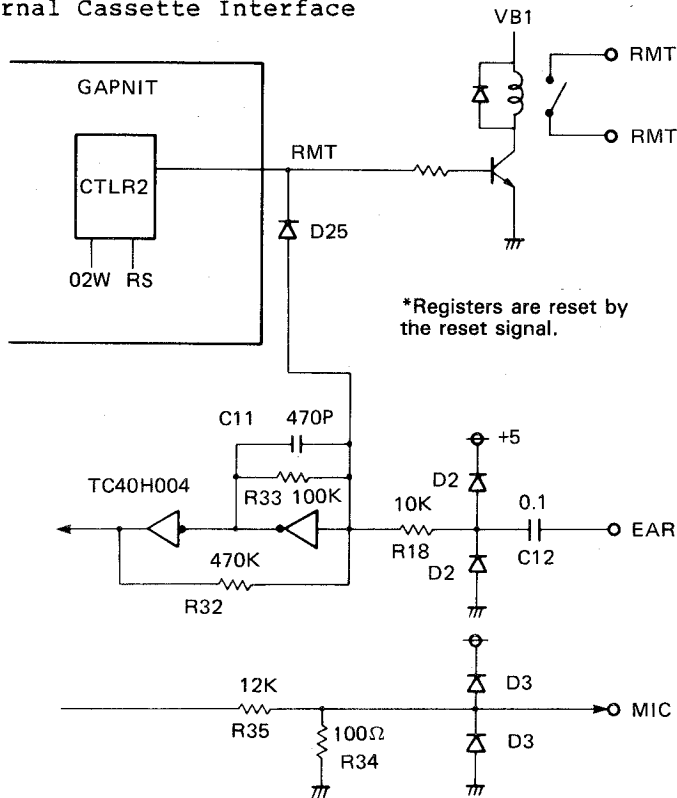 rnal Cassette Interface
VB1
RMT
GAPNIT
RMT
RMT
CTLR2
D25
02W RS
*Registers are reset by
the reset signal.
C11 470P
+5
TC40H004
D2
R33 100K
10K
0.1
EAR
R18
C12
470K
D2
R32
12K
D3
MIC
R35
100Ω
D3
R34